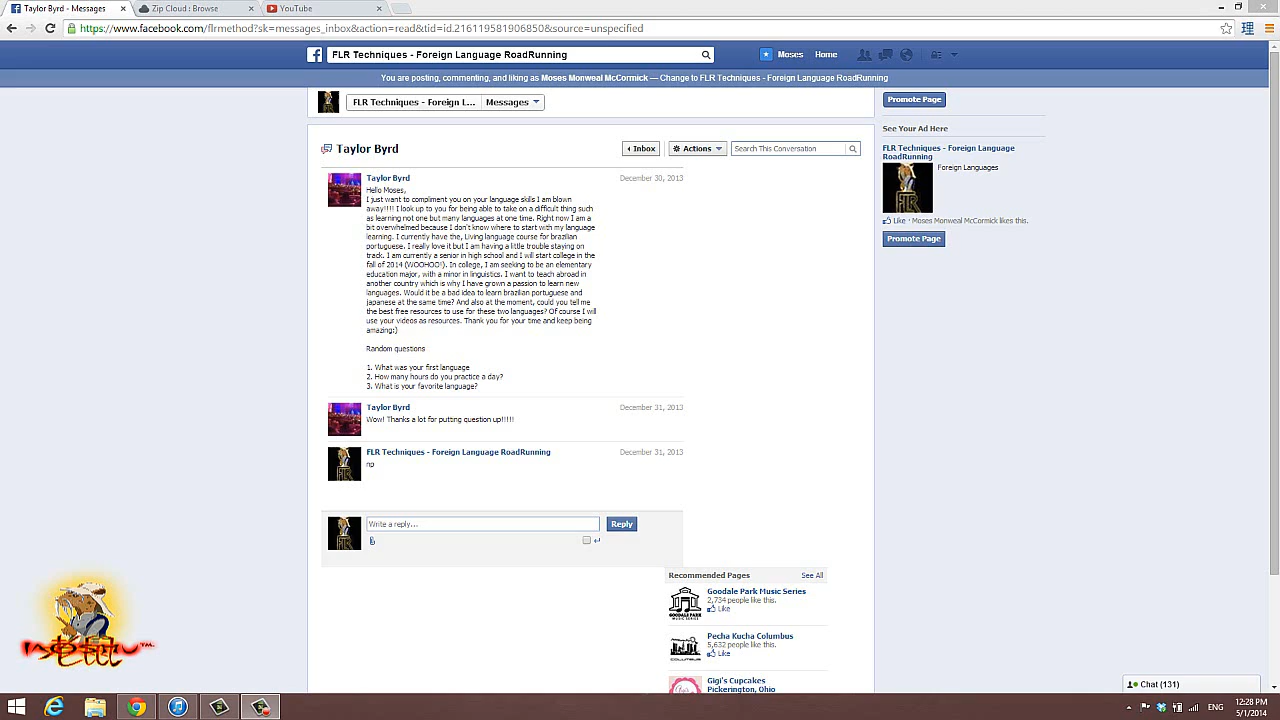 Taylor Byrd - Messages
Zip Cloud : Browse
YouTube
https://www.facebook.com/flrmethod?sk=messages_inbox&action=read&tid=id.216119581906850&source=unspecified
FLR Techniques - Foreign Language RoadRunning
Moses
Home
You are posting, commenting, and liking as Moses Monweal McCormick — Change to FLR Techniques - Foreign Language RoadRunning
FLR Techniques - Foreign L...
Messages
Promote Page
See Your Ad Here
FLR Techniques - Foreign Language
RoadRunning
Foreign Languages
FLR
Like · Moses Monweal McCormick likes this.
Promote Page
Taylor Byrd
Inbox
Actions
Search This Conversation
Taylor Byrd
December 30, 2013
Hello Moses,
I just want to compliment you on your language skills I am blown
away!!!! I look up to you for being able to take on a difficult thing such
as learning not one but many languages at one time. Right now I am a
bit overwhelmed because I don't know where to start with my language
learning. I currently have the, Living language course for brazilian
portuguese. I really love it but I am having a little trouble staying on
track. I am currently a senior in high school and I will start college in the
fall of 2014 (WOOHOO!). In college, I am seeking to be an elementary
education major, with a minor in linguistics. I want to teach abroad in
another country which is why I have grown a passion to learn new
languages. Would it be a bad idea to learn brazilian portuguese and
japanese at the same time? And also at the moment, could you tell me
the best free resources to use for these two languages? Of course I will
use your videos as resources. Thank you for your time and keep being
amazing:)
Random questions
1. What was your first language
2. How many hours do you practice a day?
3. What is your favorite language?
Taylor Byrd
December 31, 2013
Wow! Thanks a lot for putting question up!!!!!
FLR Techniques - Foreign Language RoadRunning
December 31, 2013
np
FLR
Write a reply...
Reply
FLR
Recommended Pages
See All
Goodale Park Music Series
2,734 people like this.
Like
GOODALE PARK
MUSIC SERIES
Pecha Kucha Columbus
5,632 people like this.
Like
COLUMBUS
Gigi's Cupcakes
Pickerington, Ohio
Chat (131)
ENG
12:28 PM
5/1/2014